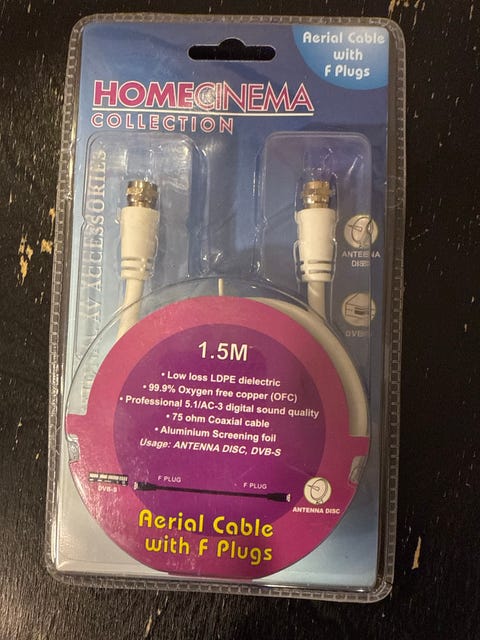 Aerial Cable
with
F Plugs
HOMECINEMA
COLLECTION
AV ACCESSORIES
ANTENNA
DISC
1.5M
• Low loss LDPE dielectric
• 99.9% Oxygen free copper (OFC)
• Professional 5.1/AC-3 digital sound quality
• 75 ohm Coaxial cable
• Aluminium Screening foil
Usage: ANTENNA DISC, DVB-S
F PLUG
F PLUG
DVB-S
ANTENNA DISC
Aerial Cable
with F Plugs